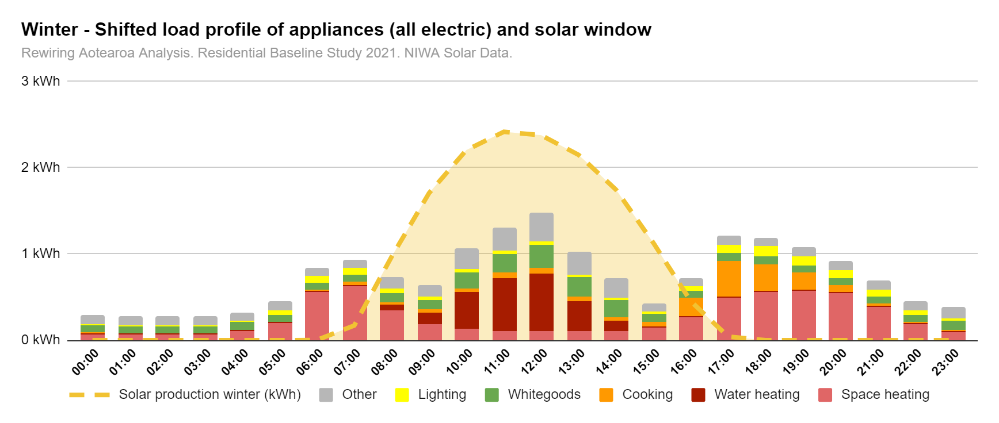 Winter - Shifted load profile of appliances (all electric) and solar window
Rewiring Aotearoa Analysis. Residential Baseline Study 2021. NIWA Solar Data.
3 kWh
2 kWh
1 kWh
0 kWh
00:00 01:00 02:00 03:00 04:00 05:00 06:00 07:00 08:00 09:00 10:00 11:00 12:00 13:00 14:00 15:00 16:00 17:00 18:00 19:00 20:00 21:00 22:00 23:00
Solar production winter (kWh) Other Lighting Whitegoods Cooking Water heating Space heating